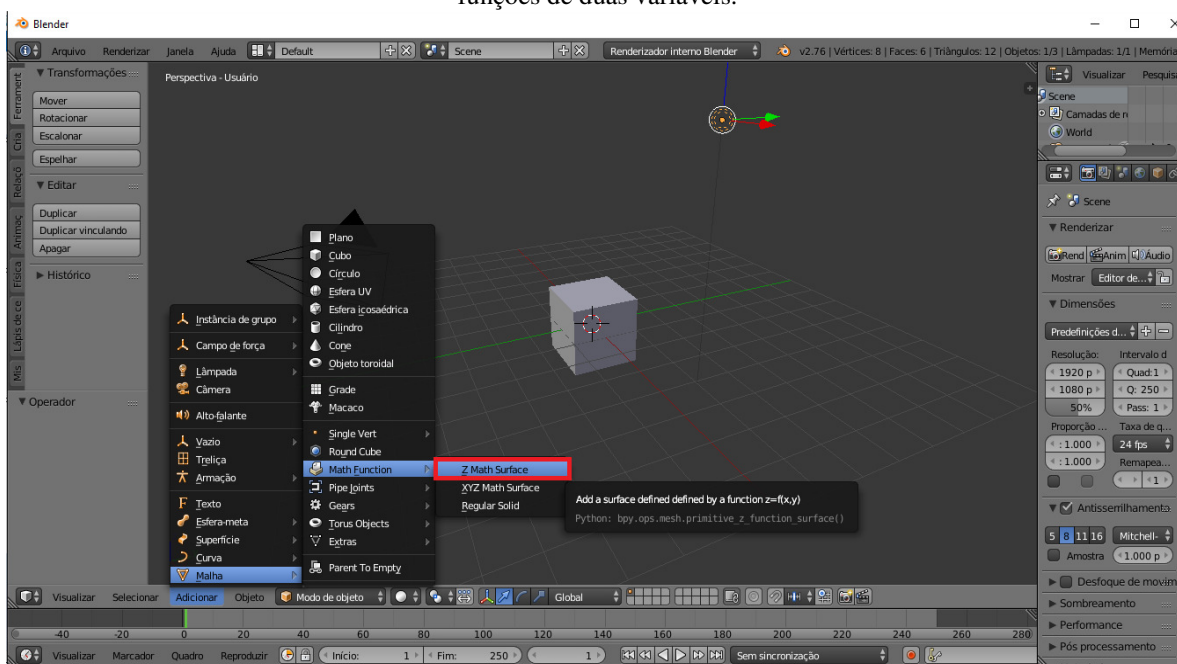 funções de duas variáveis.
Blender
Arquivo Renderizar Janela Ajuda Default Scene Renderizador interno Blender v2.76 | Vértices: 8 | Faces: 6 | Triângulos: 12 | Objetos: 1/3 | Lâmpadas: 1/1 | Memória
Transformações
Mover
Rotacionar
Escalonar
Espelhar
Editar
Duplicar
Duplicar vinculando
Apagar
Histórico
Operador
Ferrament
Cria
Relaçõ
Animaç
Física
Lápis de ce
Mis
Perspectiva - Usuário
Instância de grupo
Campo de força
Lâmpada
Câmera
Alto-falante
Vazio
Treliça
Armação
Texto
Esfera-meta
Superfície
Curva
Malha
Plano
Cubo
Círculo
Esfera UV
Esfera icosaédrica
Cilindro
Cone
Objeto toroidal
Grade
Macaco
Single Vert
Round Cube
Math Function
Pipe Joints
Gears
Torus Objects
Extras
Parent To Empty
Z Math Surface
XYZ Math Surface
Regular Solid
Add a surface defined defined by a function z=f(x,y)
Python: bpy.ops.mesh.primitive_z_function_surface()
Visualizar Pesquis
Scene
Camadas de r
World
Scene
Renderizar
Rend Anim Áudio
Mostrar Editor de...
Dimensões
Predefinições d...
Resolução: Intervalo d
1920 p Quad:1
1080 p Q: 250
50% Pass: 1
Proporção ... Taxa de q...
: 1.000 24 fps
: 1.000 Remapea...
1
Antisserrilhamento
5 8 11 16 Mitchell-
Amostra 1.000 p
Desfoque de movim
Sombreamento
Performance
Pós processamento
Visualizar Selecionar Adicionar Objeto Modo de objeto Global
-40 -20 0 20 40 60 80 100 120 140 160 180 200 220 240 260 280
Visualizar Marcador Quadro Reproduzir Início: 1 Fim: 250 1 Sem sincronização